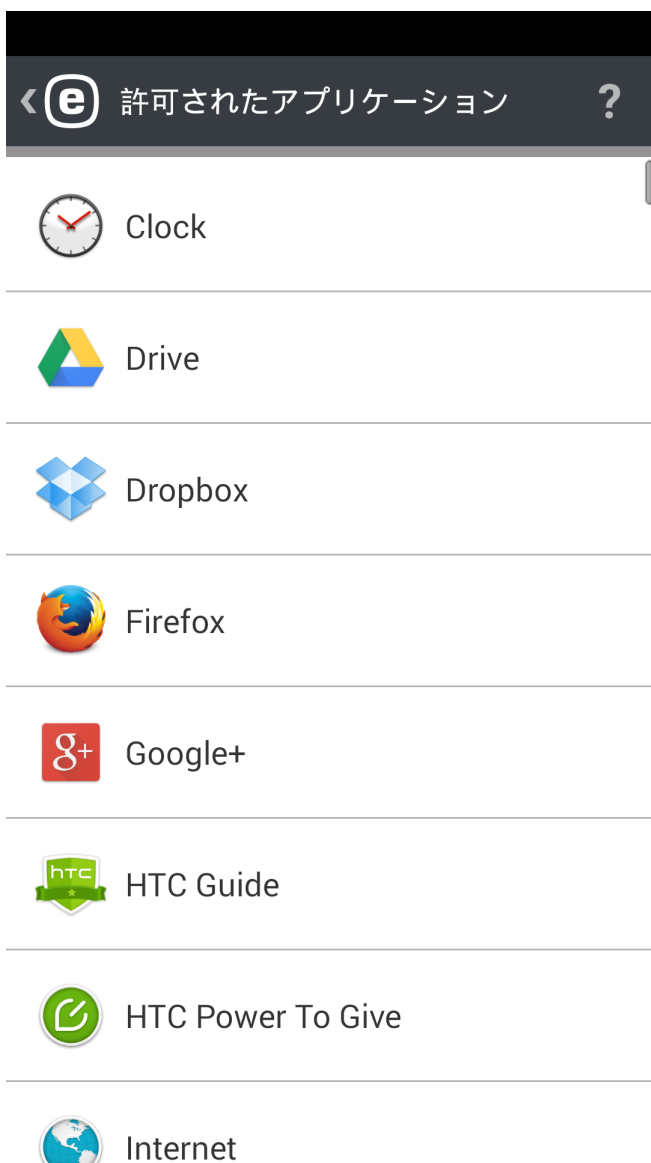 e 許可されたアプリケーション ?
Clock
Drive
Dropbox
Firefox
g+ Google+
hTC HTC Guide
HTC Power To Give
Internet